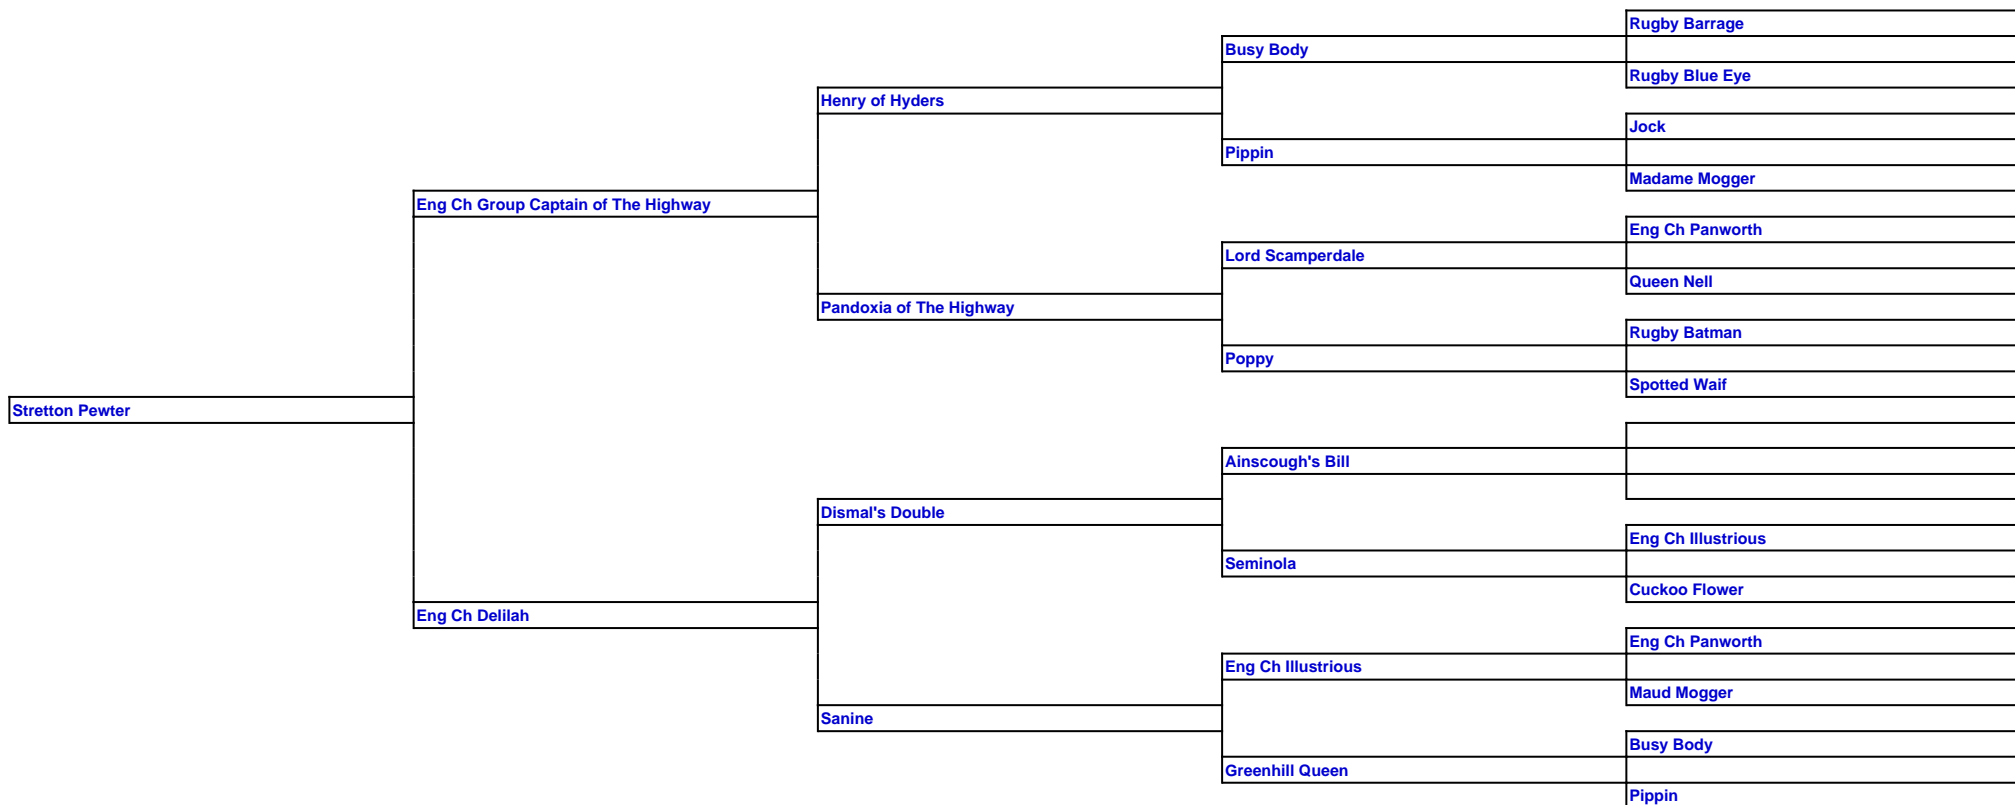 Rugby Barrage
Busy Body
Rugby Blue Eye
Henry of Hyders
Jock
Pippin
Madame Mogger
Eng Ch Group Captain of The Highway
Eng Ch Panworth
Lord Scamperdale
Queen Nell
Pandoxia of The Highway
Rugby Batman
Poppy
Spotted Waif
Stretton Pewter
Ainscough's Bill
Dismal's Double
Eng Ch Illustrious
Seminola
Cuckoo Flower
Eng Ch Delilah
Eng Ch Panworth
Eng Ch Illustrious
Maud Mogger
Sanine
Busy Body
Greenhill Queen
Pippin